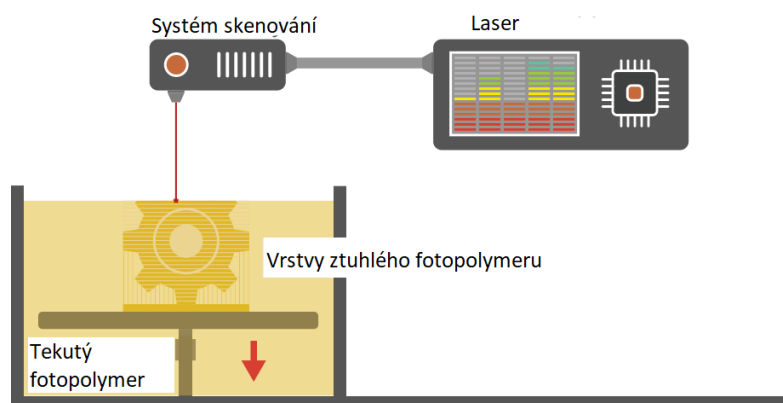 Systém skenování
Laser
Vrstvy ztuhlého fotopolymeru
Tekutý
fotopolymer